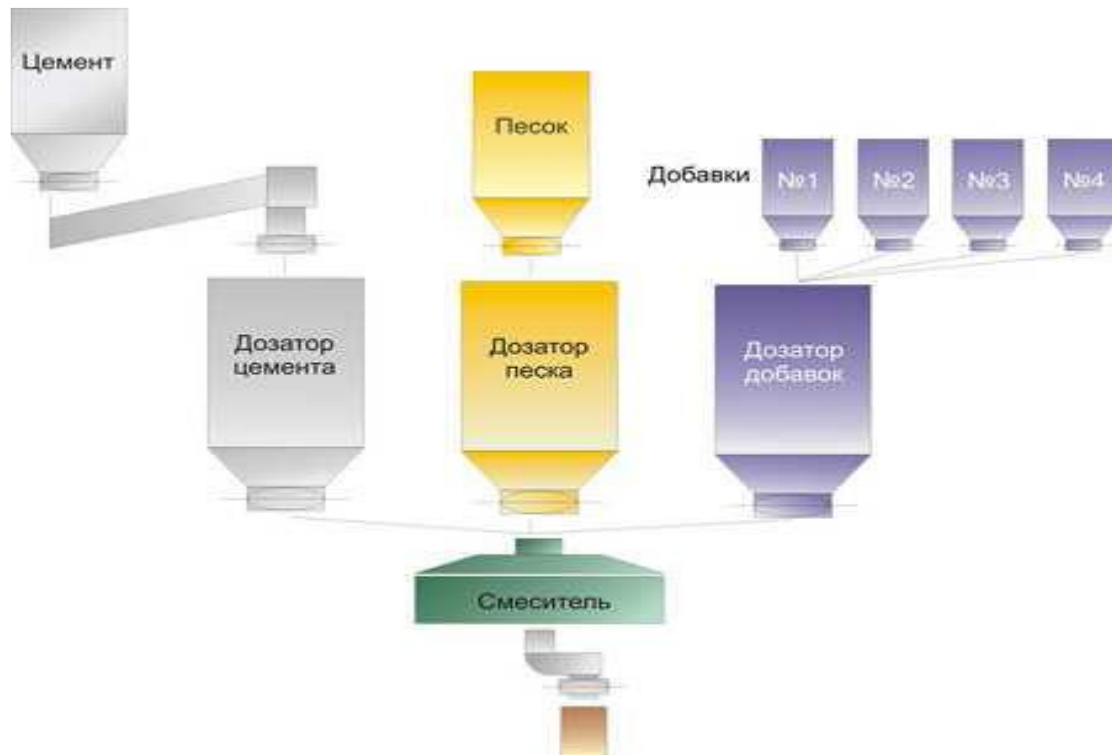 Цемент
Песок
Добавки
№1
№2
№3
№4
Дозатор
цемента
Дозатор
песка
Дозатор
добавок
Смеситель